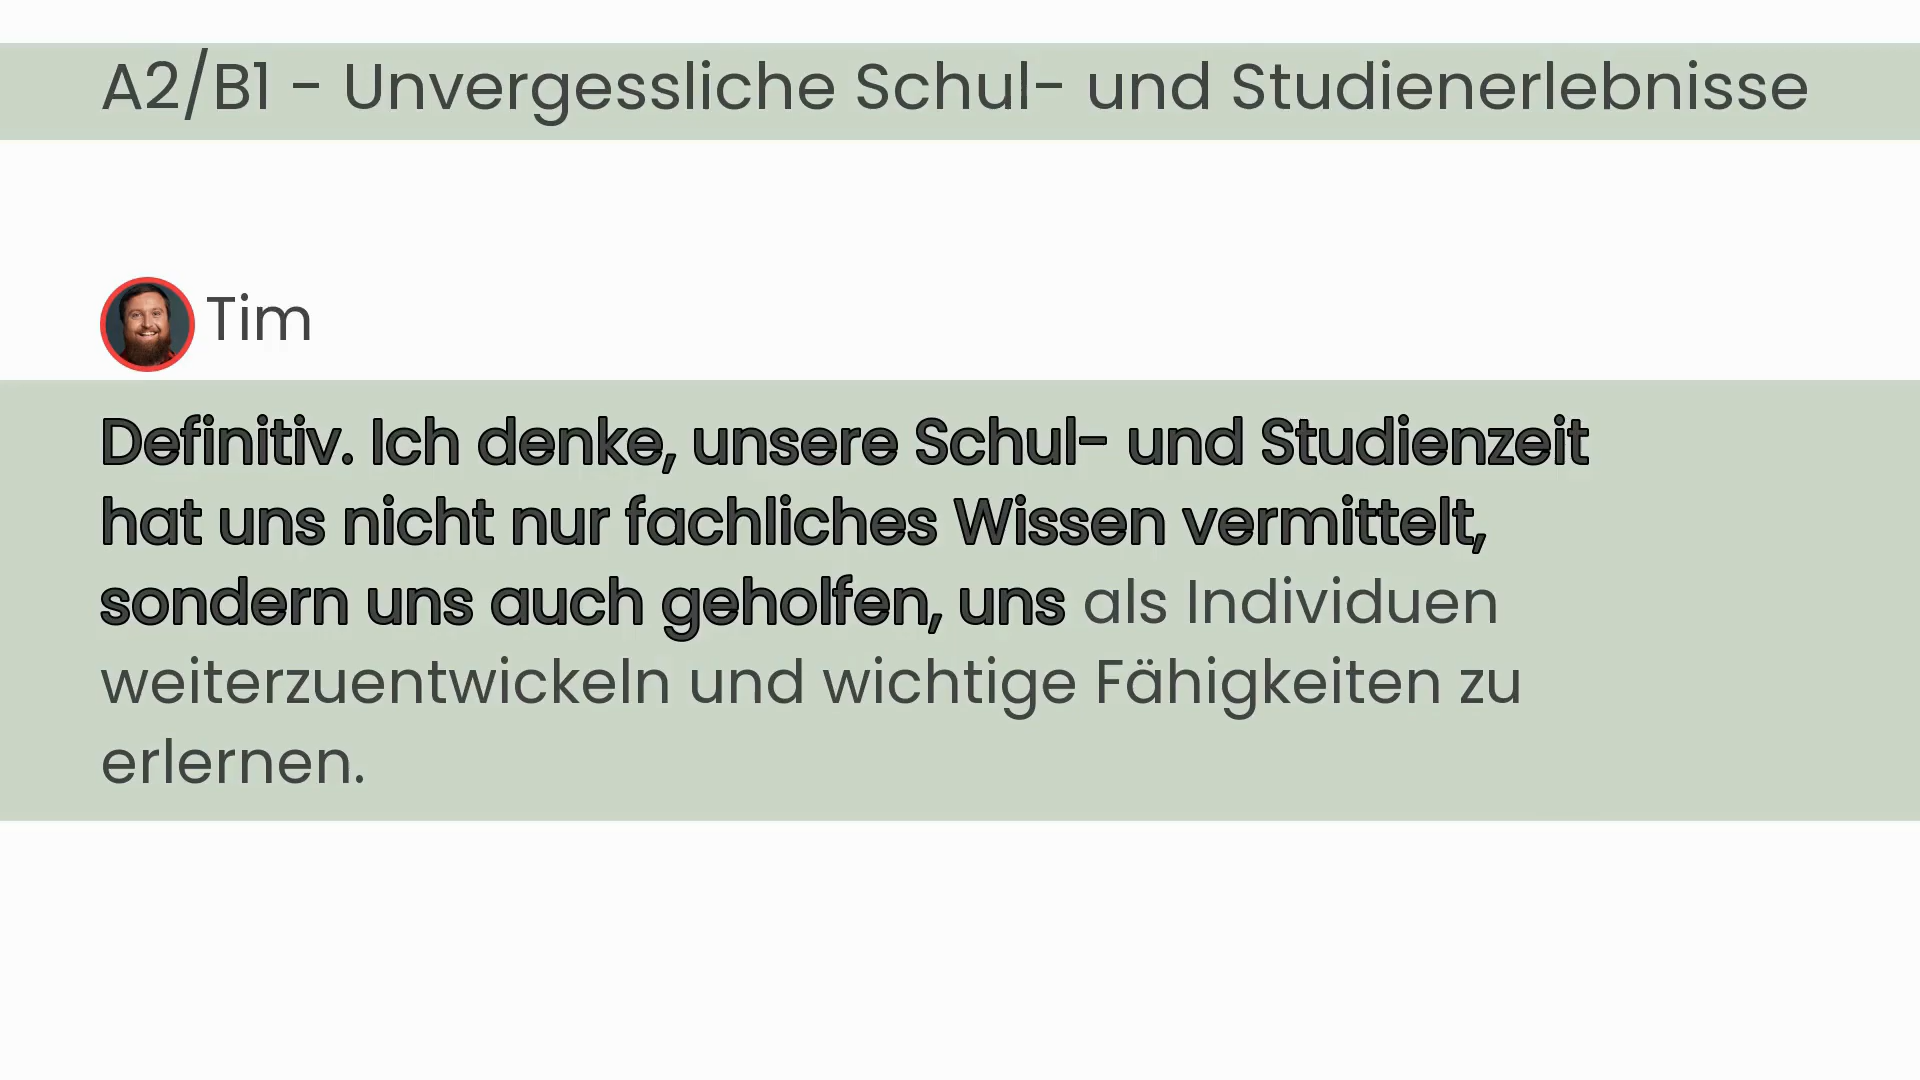 A2/B1 - Unvergessliche Schul- und Studienerlebnisse
Tim
Definitiv. Ich denke, unsere Schul- und Studienzeit
hat uns nicht nur fachliches Wissen vermittelt,
sondern uns auch geholfen, uns als Individuen
weiterzuentwickeln und wichtige Fähigkeiten zu
erlernen.